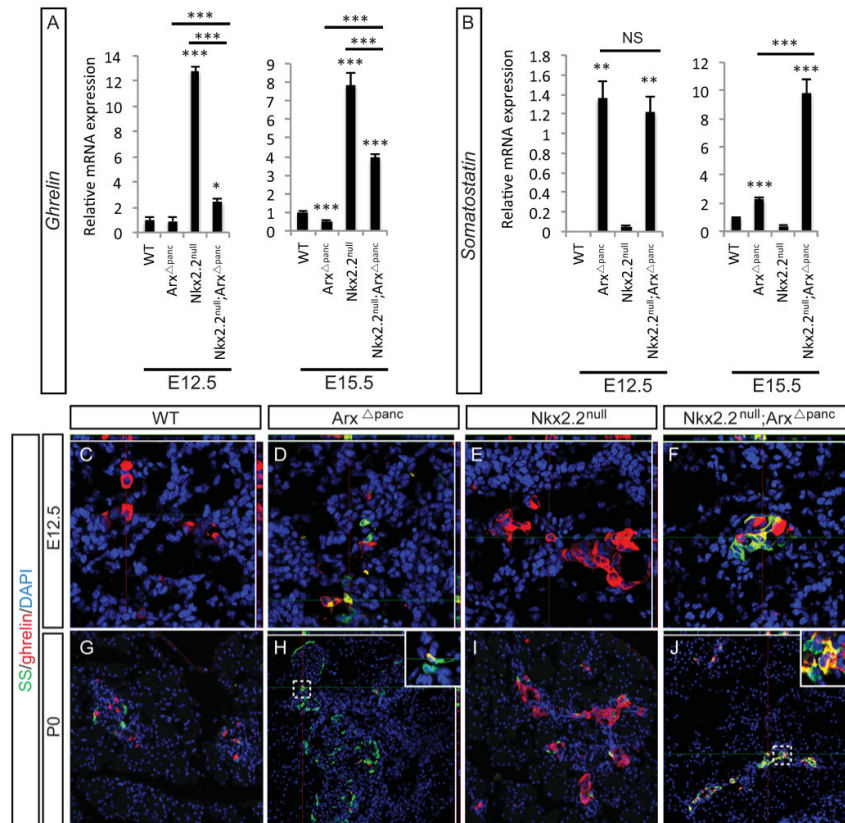 A
Ghrelin
Relative mRNA expression
***
***
***
*
14
12
10
8
6
4
2
0
WT
Arx△panc
Nkx2.2null
Nkx2.2null;Arx△panc
E12.5
***
***
***
***
***
9
8
7
6
5
4
3
2
1
0
WT
Arx△panc
Nkx2.2null
Nkx2.2null;Arx△panc
E15.5
B
Somatostatin
Relative mRNA expression
NS
**
**
1.8
1.6
1.4
1.2
1
0.8
0.6
0.4
0.2
0
WT
Arx△panc
Nkx2.2null
Nkx2.2null;Arx△panc
E12.5
***
***
***
12
10
8
6
4
2
0
WT
Arx△panc
Nkx2.2null
Nkx2.2null;Arx△panc
E15.5
WT
Arx△panc
Nkx2.2null
Nkx2.2null;Arx△panc
SS/ghrelin/DAPI
E12.5
C
D
E
F
P0
G
H
I
J